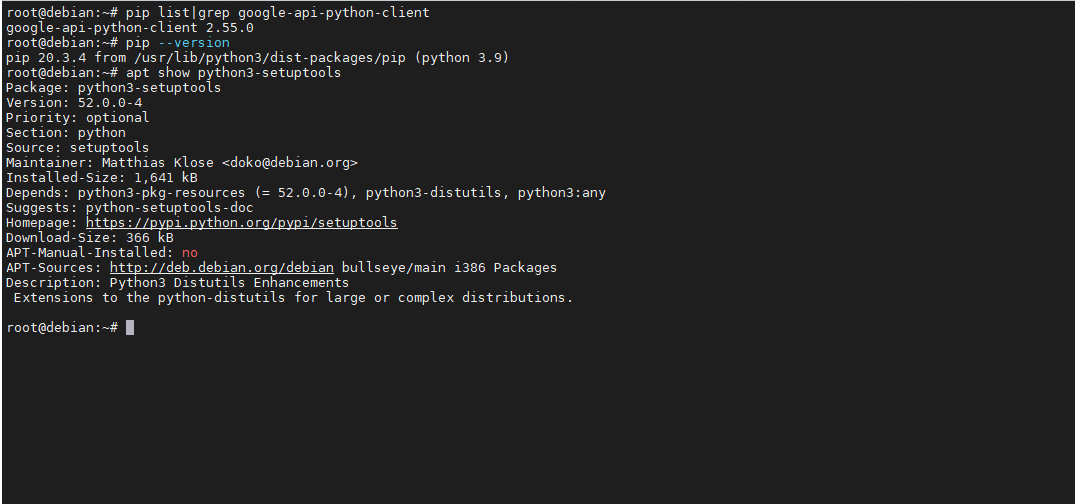 root@debian:~# pip list|grep google-api-python-client
google-api-python-client 2.55.0
root@debian:~# pip --version
pip 20.3.4 from /usr/lib/python3/dist-packages/pip (python 3.9)
root@debian:~# apt show python3-setuptools
Package: python3-setuptools
Version: 52.0.0-4
Priority: optional
Section: python
Source: setuptools
Maintainer: Matthias Klose <doko@debian.org>
Installed-Size: 1,641 kB
Depends: python3-pkg-resources (= 52.0.0-4), python3-distutils, python3:any
Suggests: python-setuptools-doc
Homepage: https://pypi.python.org/pypi/setuptools
Download-Size: 366 kB
APT-Manual-Installed: no
APT-Sources: http://deb.debian.org/debian bullseye/main i386 Packages
Description: Python3 Distutils Enhancements
 Extensions to the python-distutils for large or complex distributions.
root@debian:~#